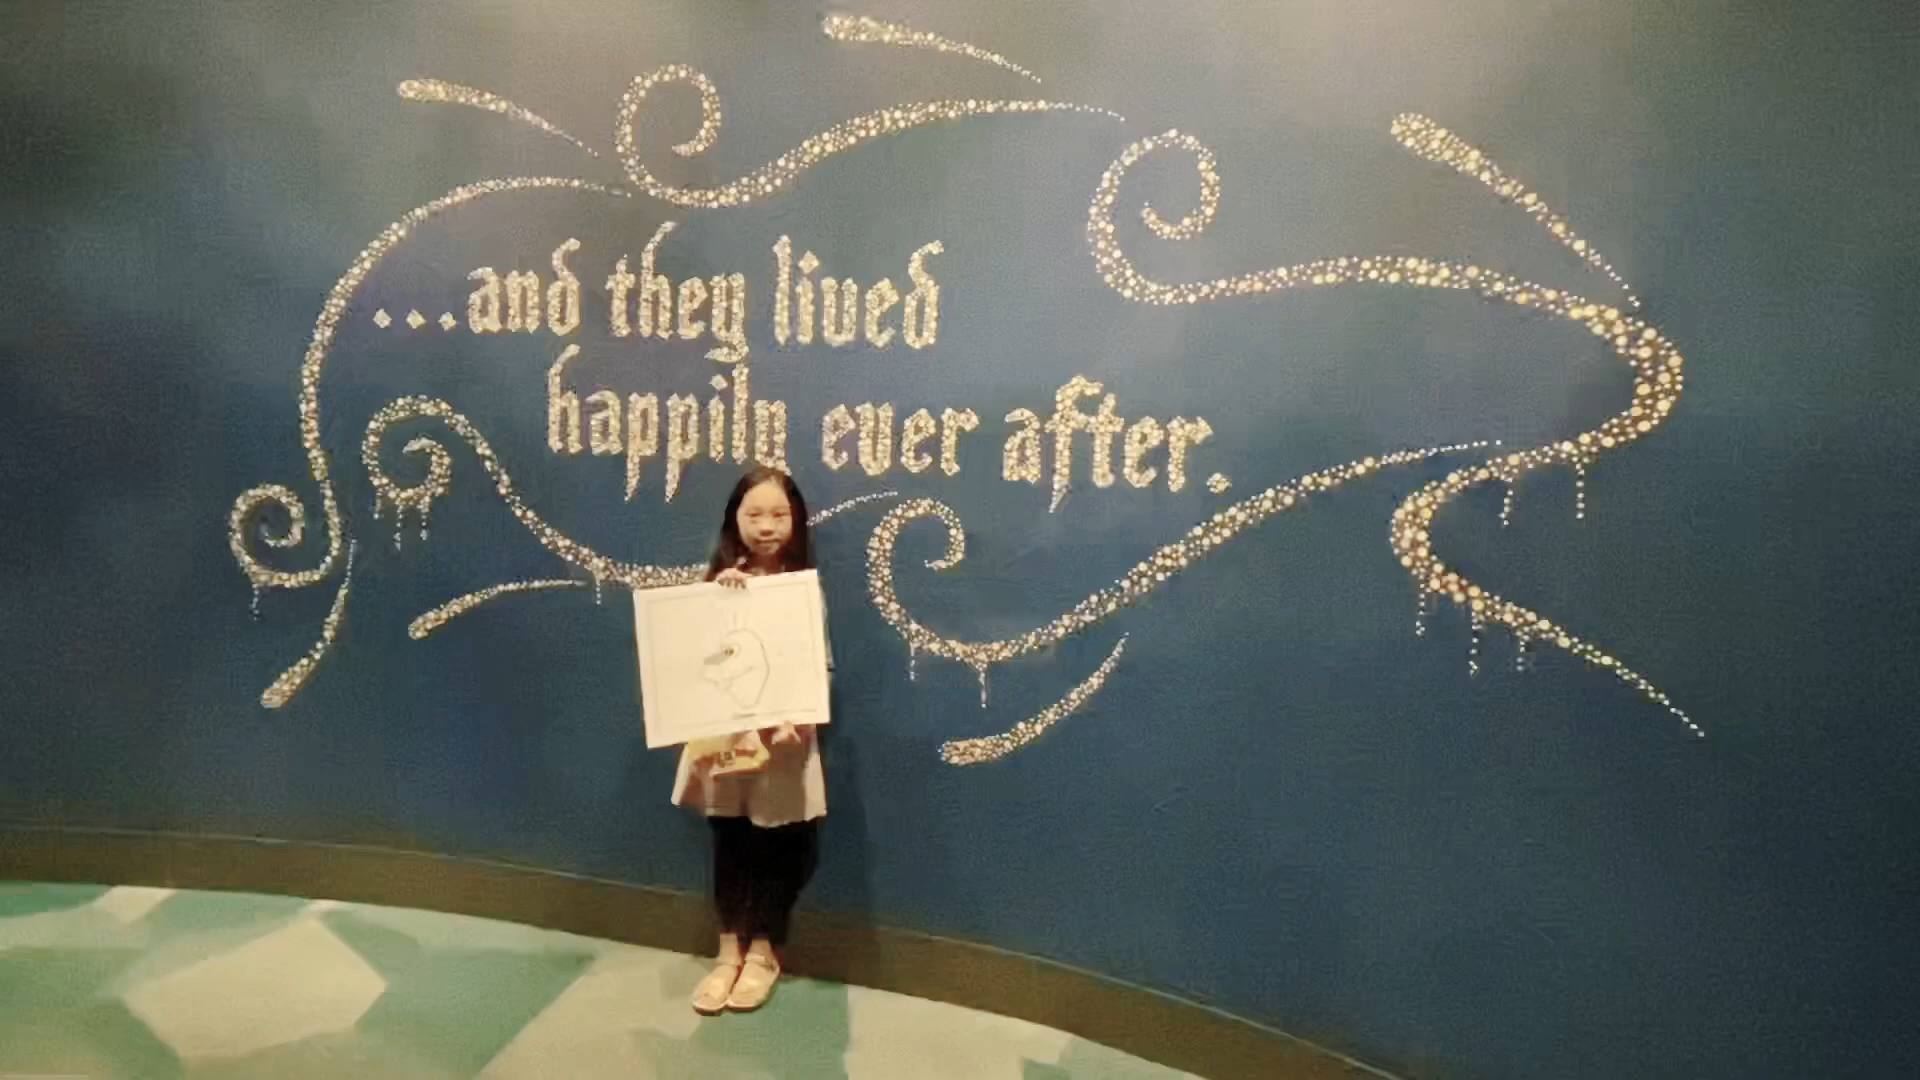 ...and they lived
happily ever after.